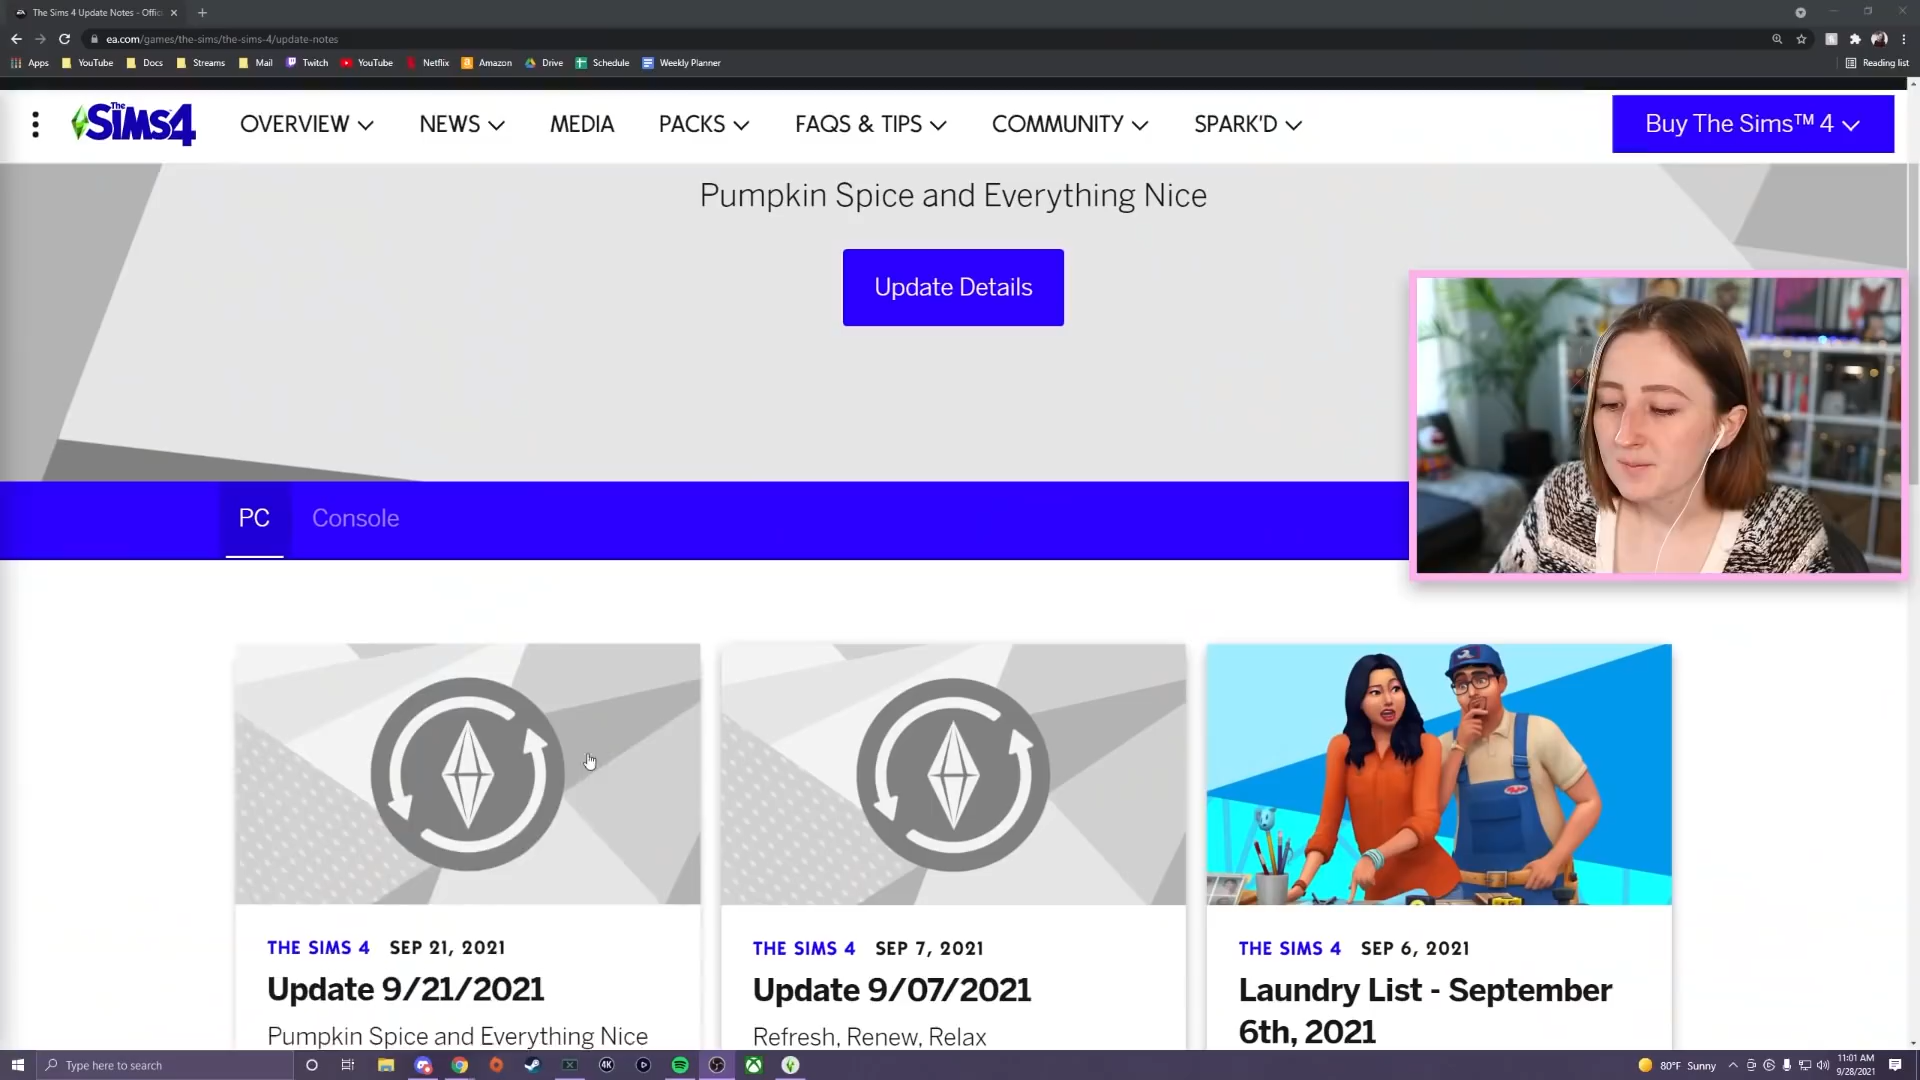 The Sims 4 Update Notes - Offic
ea.com/games/the-sims/the-sims-4/update-notes
Apps YouTube Docs Streams Mail Twitch YouTube Netflix Amazon Drive Schedule Weekly Planner Reading list
The SIMS 4 OVERVIEW NEWS MEDIA PACKS FAQS & TIPS COMMUNITY SPARK'D Buy The Sims™ 4
Pumpkin Spice and Everything Nice
Update Details
PC Console
THE SIMS 4 SEP 21, 2021
Update 9/21/2021
Pumpkin Spice and Everything Nice
THE SIMS 4 SEP 7, 2021
Update 9/07/2021
Refresh, Renew, Relax
THE SIMS 4 SEP 6, 2021
Laundry List - September
6th, 2021
Type here to search
4K
80°F Sunny
11:01 AM
9/28/2021